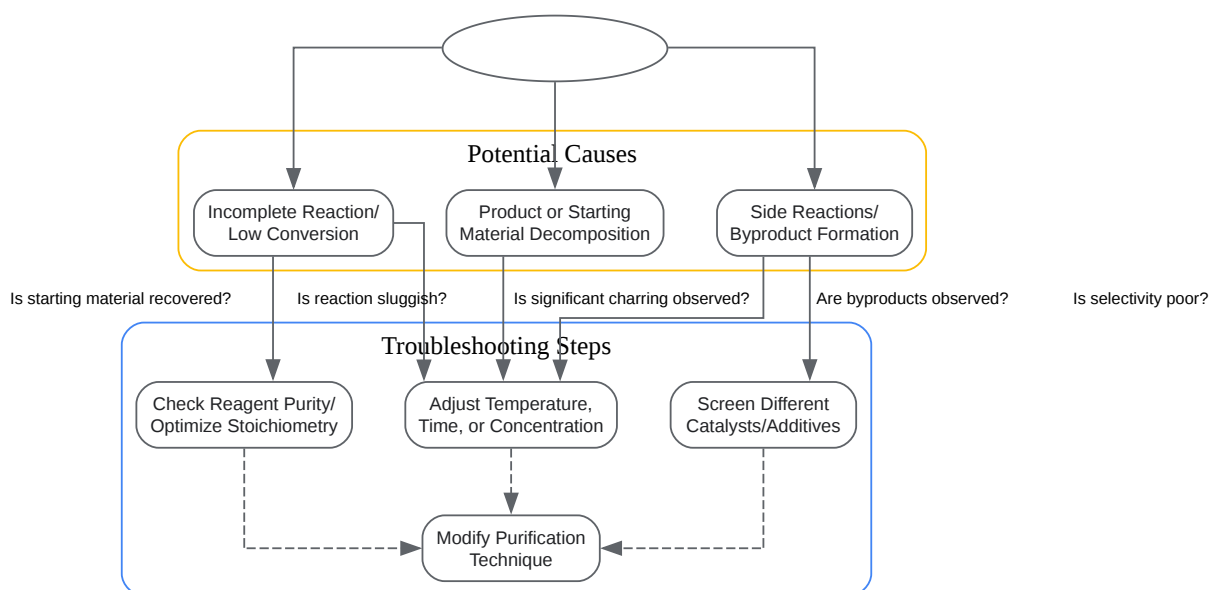 Potential Causes
Incomplete Reaction/
Low Conversion
Product or Starting
Material Decomposition
Side Reactions/
Byproduct Formation
Is starting material recovered?
Is reaction sluggish?
Is significant charring observed?
Are byproducts observed?
Is selectivity poor?
Troubleshooting Steps
Check Reagent Purity/
Optimize Stoichiometry
Adjust Temperature,
Time, or Concentration
Screen Different
Catalysts/Additives
Modify Purification
Technique